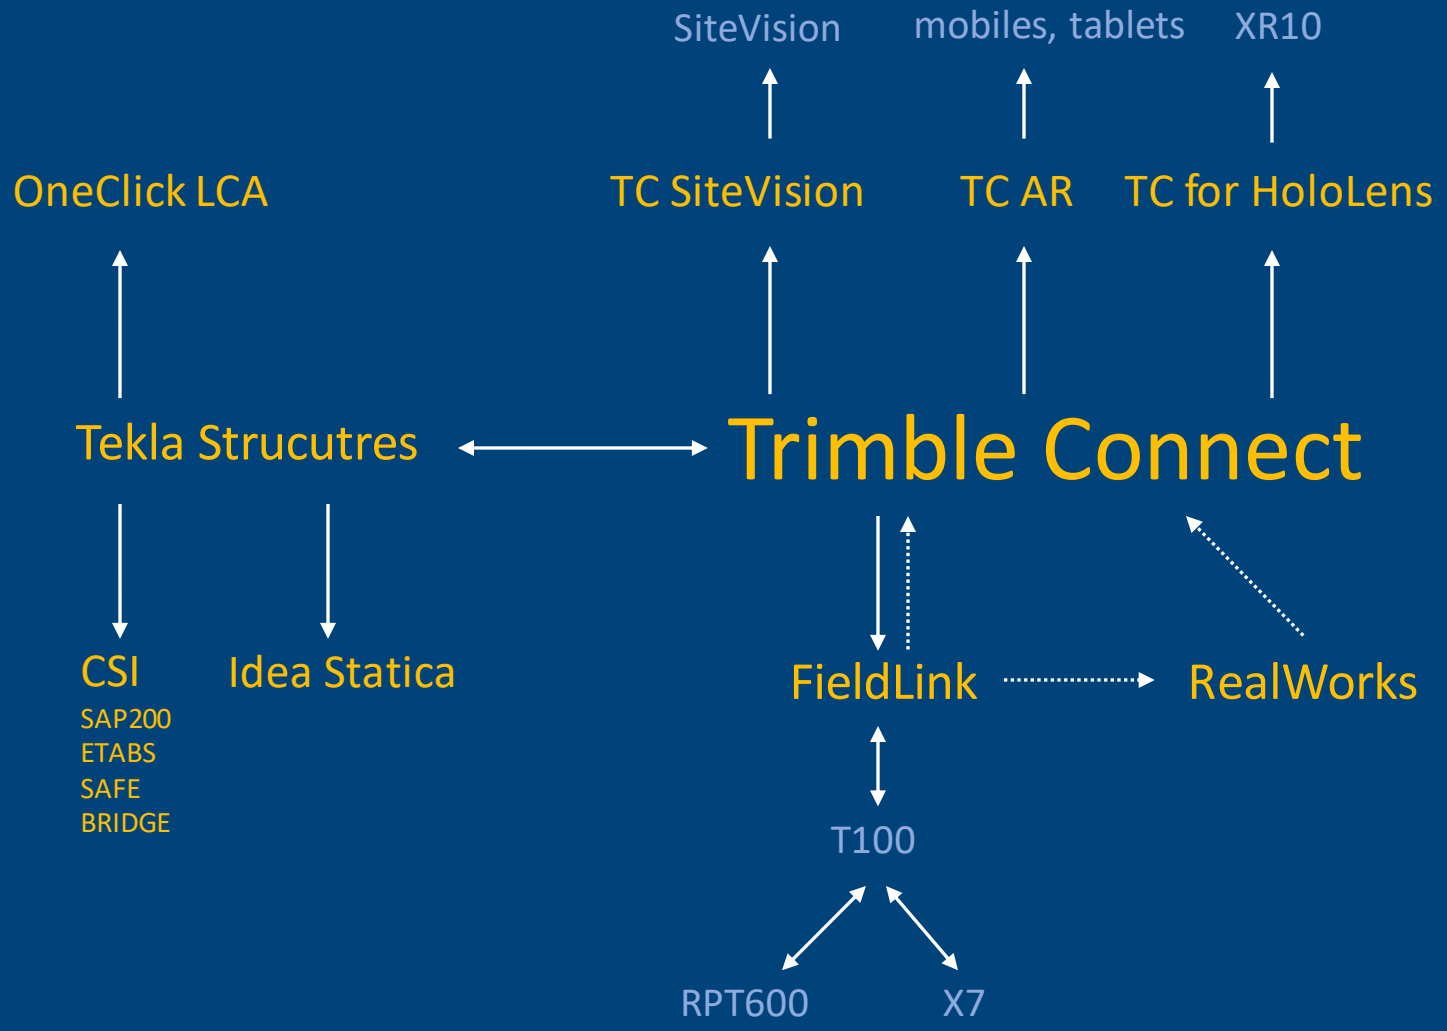 SiteVision
mobiles, tablets
XR10
OneClick LCA
TC SiteVision
TC AR
TC for HoloLens
Tekla Strucutres
Trimble Connect
CSI
SAP200
ETABS
SAFE
BRIDGE
Idea Statica
FieldLink
RealWorks
T100
RPT600
X7